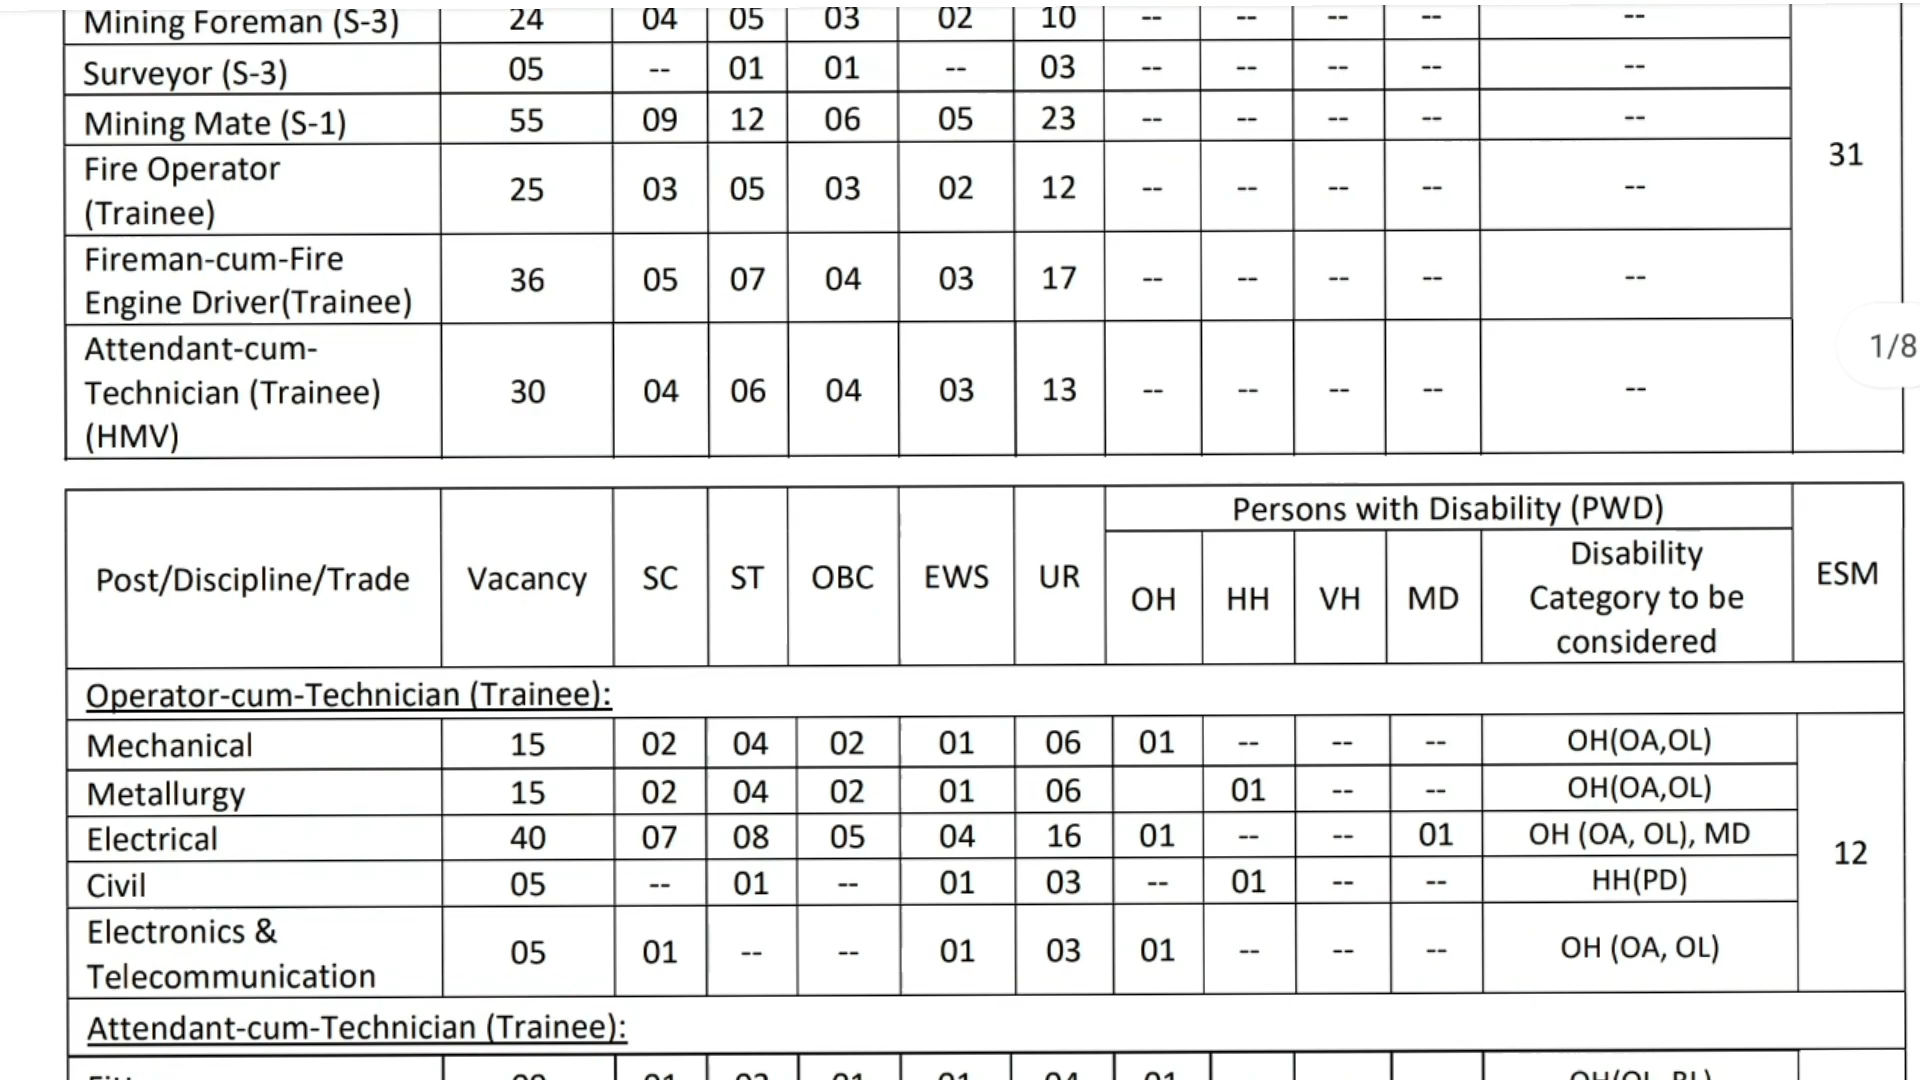 Mining Foreman (S-3) 24 04 05 03 02 10 -- -- -- -- --
Surveyor (S-3) 05 -- 01 01 -- 03 -- -- -- -- --
Mining Mate (S-1) 55 09 12 06 05 23 -- -- -- -- --
31
Fire Operator
(Trainee) 25 03 05 03 02 12 -- -- -- -- --
Fireman-cum-Fire
Engine Driver(Trainee) 36 05 07 04 03 17 -- -- -- -- --
1/8
Attendant-cum-
Technician (Trainee) 30 04 06 04 03 13 -- -- -- -- --
(HMV)
Persons with Disability (PWD)
Post/Discipline/Trade Vacancy SC ST OBC EWS UR OH HH VH MD
Disability
Category to be
considered
ESM
Operator-cum-Technician (Trainee):
Mechanical 15 02 04 02 01 06 01 -- -- -- OH(OA,OL)
Metallurgy 15 02 04 02 01 06 01 -- -- OH(OA,OL)
Electrical 40 07 08 05 04 16 01 -- -- 01 OH (OA, OL), MD
12
Civil 05 -- 01 -- 01 03 -- 01 -- -- HH(PD)
Electronics &
Telecommunication 05 01 -- -- 01 03 01 -- -- -- OH (OA, OL)
Attendant-cum-Technician (Trainee):